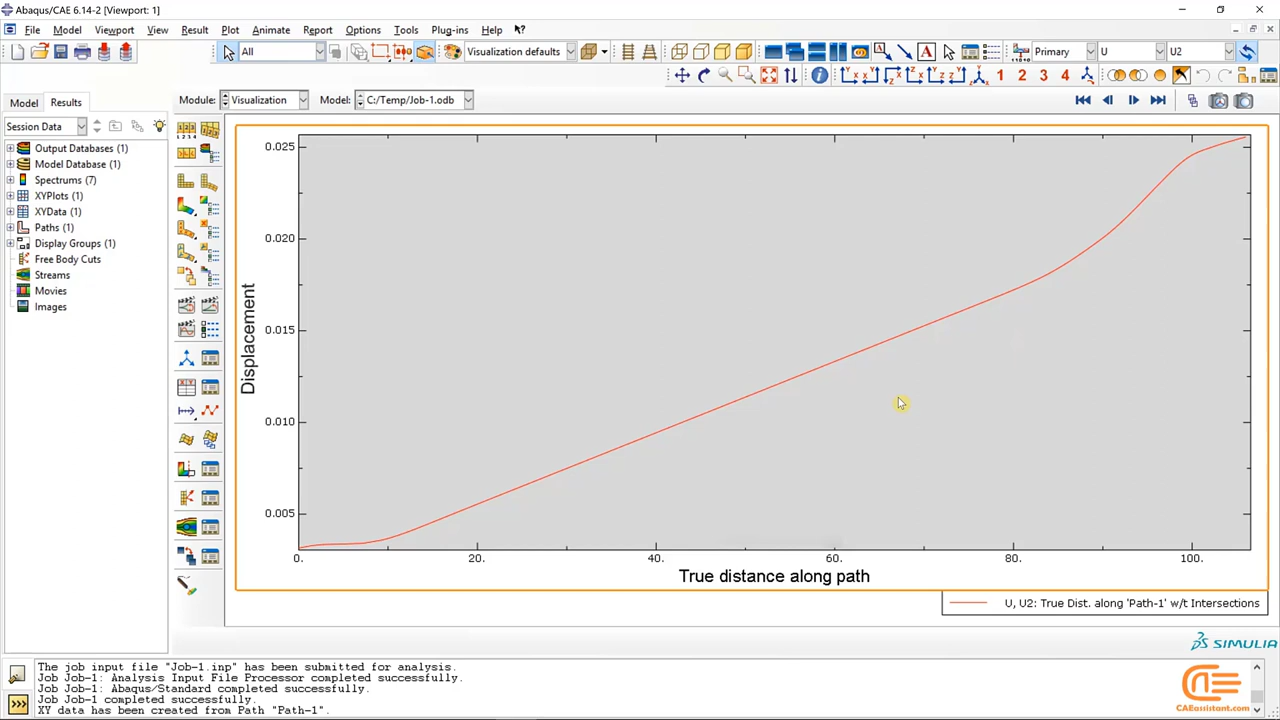 Abaqus/CAE 6.14-2 [Viewport: 1]
File Model Viewport View Result Plot Animate Report Options Tools Plug-ins Help
All Visualization defaults Primary U U2
1 2 3 4
Model Results Module: Visualization Model: C:/Temp/Job-1.odb
Session Data
Output Databases (1)
Model Database (1)
Spectrums (7)
XYPlots (1)
XYData (1)
Paths (1)
Display Groups (1)
Free Body Cuts
Streams
Movies
Images
Displacement
0.025
0.020
0.015
0.010
0.005
0. 20. 40. 60. 80. 100.
True distance along path
U, U2: True Dist. along 'Path-1' w/t Intersections
SIMULIA
The job input file "Job-1.inp" has been submitted for analysis.
Job Job-1: Analysis Input File Processor completed successfully.
Job Job-1: Abaqus/Standard completed successfully.
Job Job-1 completed successfully.
XY data has been created from Path "Path-1".
CAEassistant.com